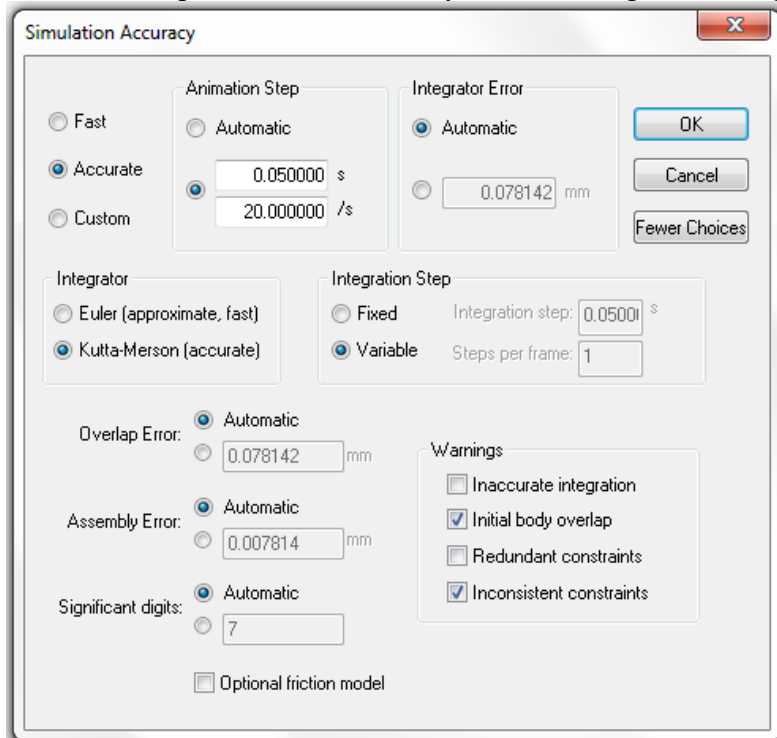 Simulation Accuracy
Animation Step
Integrator Error
Fast
Automatic
Automatic
OK
Accurate
0.050000 s
0.078142 mm
Cancel
Custom
20.000000 /s
Fewer Choices
Integrator
Integration Step
Euler (approximate, fast)
Fixed
Integration step: 0.0500 s
Kutta-Merson (accurate)
Variable
Steps per frame: 1
Overlap Error:
Automatic
0.078142 mm
Warnings
Inaccurate integration
Assembly Error:
Automatic
Initial body overlap
0.007814 mm
Redundant constraints
Significant digits:
Automatic
Inconsistent constraints
7
Optional friction model